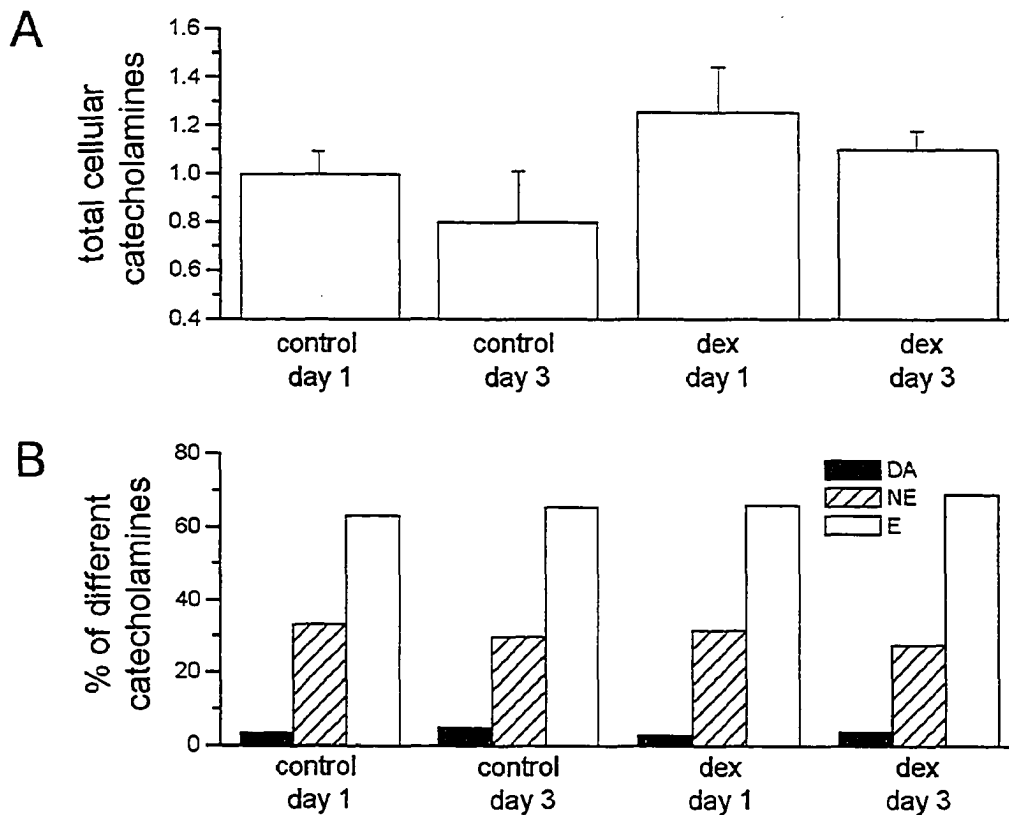 A
total cellular
catecholamines
1.6
1.4
1.2
1.0
0.8
0.6
0.4
control
day 1
control
day 3
dex
day 1
dex
day 3
B
% of different
catecholamines
80
60
40
20
0
DA
NE
E
control
day 1
control
day 3
dex
day 1
dex
day 3